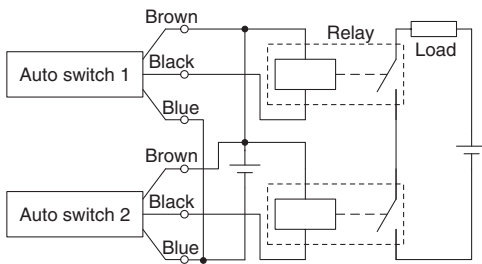 Brown
Relay
Load
Auto switch 1
Black
Blue
Brown
Auto switch 2
Black
Blue